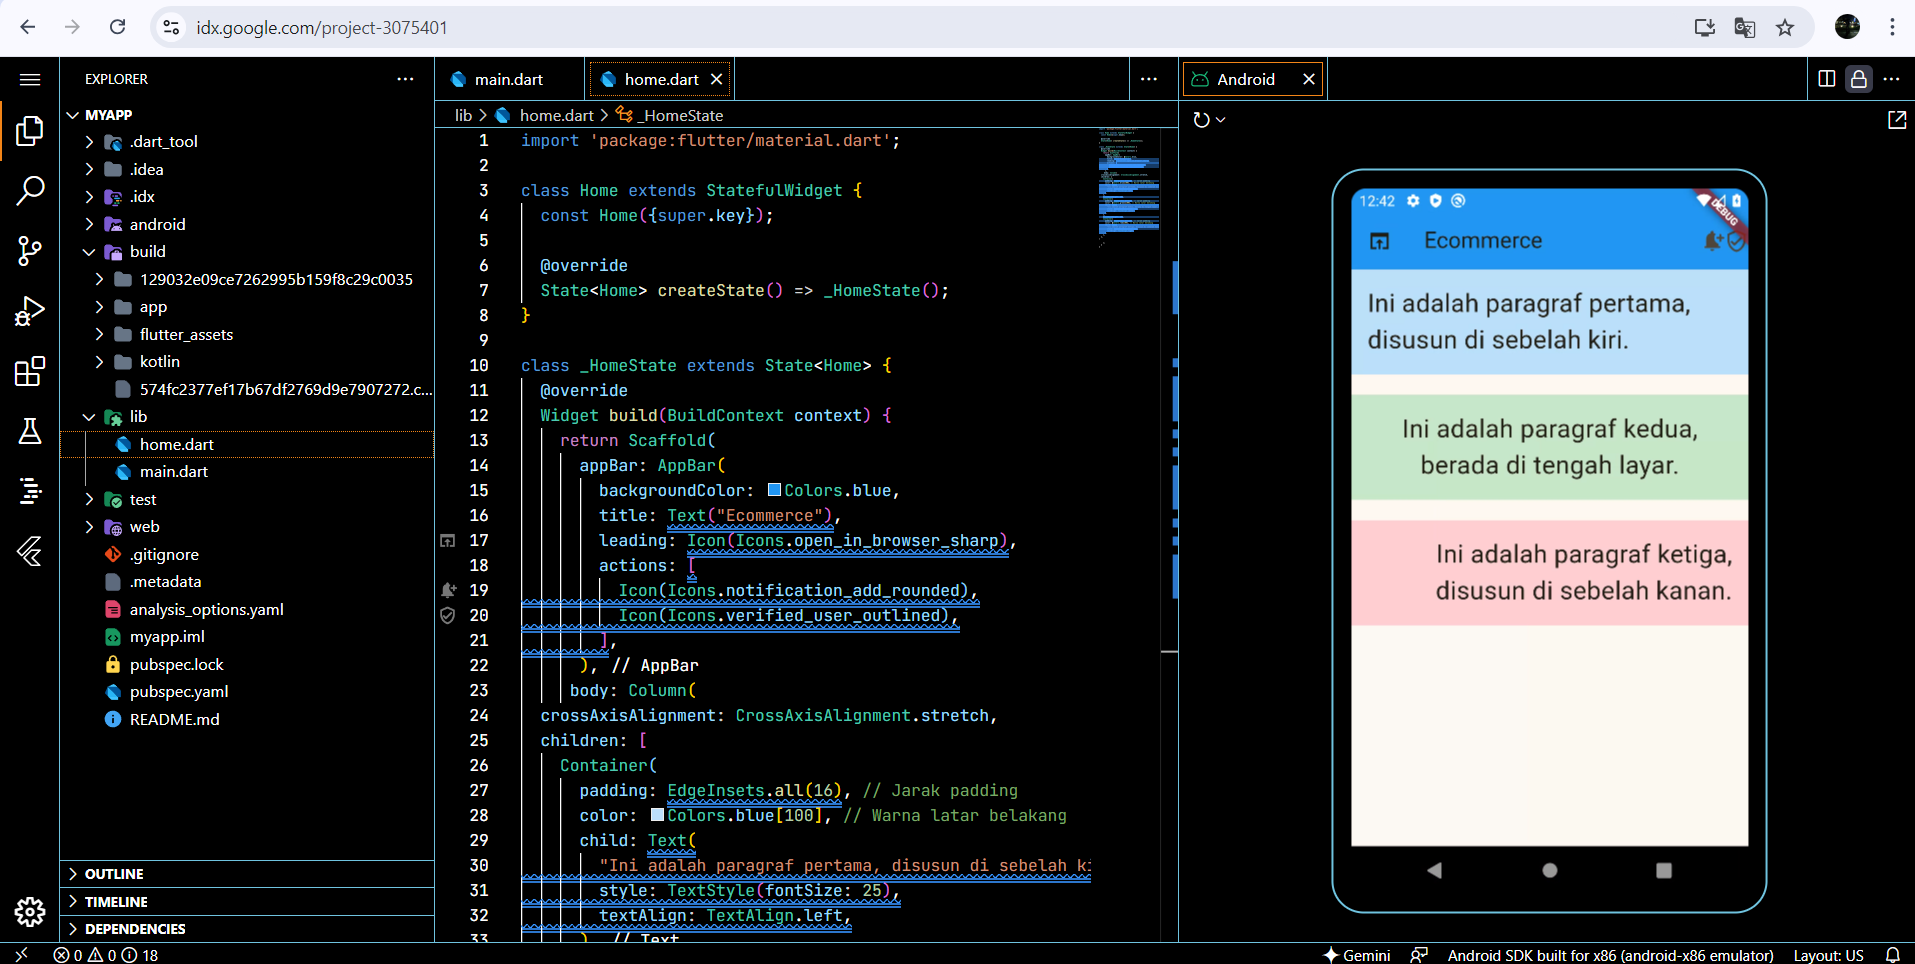 idx.google.com/project-3075401
EXPLORER
MYAPP
.dart_tool
.idea
.idx
android
build
129032e09ce7262995b159f8c29c0035
app
flutter_assets
kotlin
574fc2377ef17b67df2769d9e7907272.c...
lib
home.dart
main.dart
test
web
.gitignore
.metadata
analysis_options.yaml
myapp.iml
pubspec.lock
pubspec.yaml
README.md
OUTLINE
TIMELINE
DEPENDENCIES
main.dart
home.dart
lib > home.dart > _HomeState
1 import 'package:flutter/material.dart';
2
3 class Home extends StatefulWidget {
4 const Home({super.key});
5
6 @override
7 State<Home> createState() => _HomeState();
8 }
9
10 class _HomeState extends State<Home> {
11 @override
12 Widget build(BuildContext context) {
13 return Scaffold(
14 appBar: AppBar(
15 backgroundColor: Colors.blue,
16 title: Text("Ecommerce"),
17 leading: Icon(Icons.open_in_browser_sharp),
18 actions: [
19 Icon(Icons.notification_add_rounded),
20 Icon(Icons.verified_user_outlined),
21 ],
22 ), // AppBar
23 body: Column(
24 crossAxisAlignment: CrossAxisAlignment.stretch,
25 children: [
26 Container(
27 padding: EdgeInsets.all(16), // Jarak padding
28 color: Colors.blue[100], // Warna latar belakang
29 child: Text(
30 "Ini adalah paragraf pertama, disusun di sebelah ki
31 style: TextStyle(fontSize: 25),
32 textAlign: TextAlign.left,
33 ), // Text
Android
12:42
DEBUG
Ecommerce
Ini adalah paragraf pertama,
disusun di sebelah kiri.
Ini adalah paragraf kedua,
berada di tengah layar.
Ini adalah paragraf ketiga,
disusun di sebelah kanan.
0 0 18
Gemini
Android SDK built for x86 (android-x86 emulator)
Layout: US